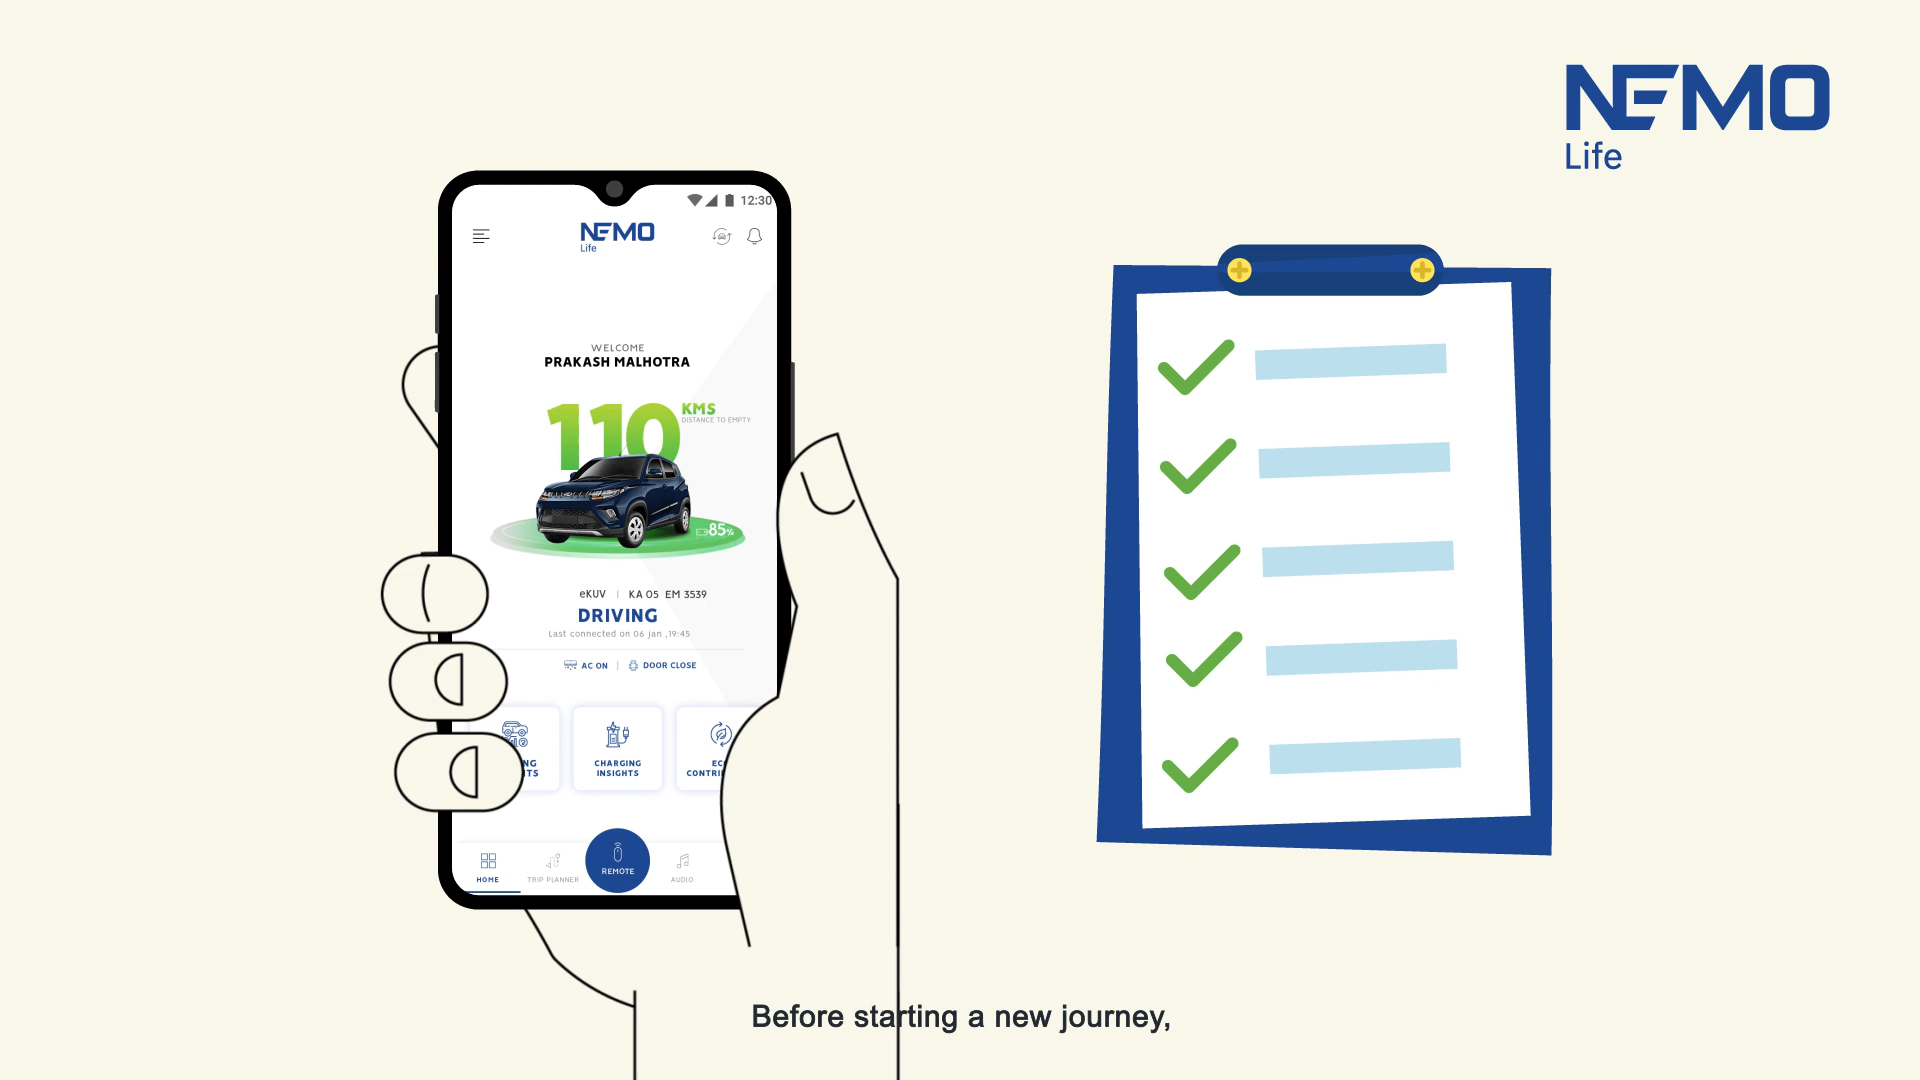 NEMO
Life
12:30
NEMO
Life
WELCOME
PRAKASH MALHOTRA
110 KMS
DISTANCE TO EMPTY
85%
eKUV | KA 05 EM 3539
DRIVING
Last connected on 06 jan ,19:45
AC ON | DOOR CLOSE
CHARGING
INSIGHTS
HOME
TRIP PLANNER
REMOTE
AUDIO
Before starting a new journey,